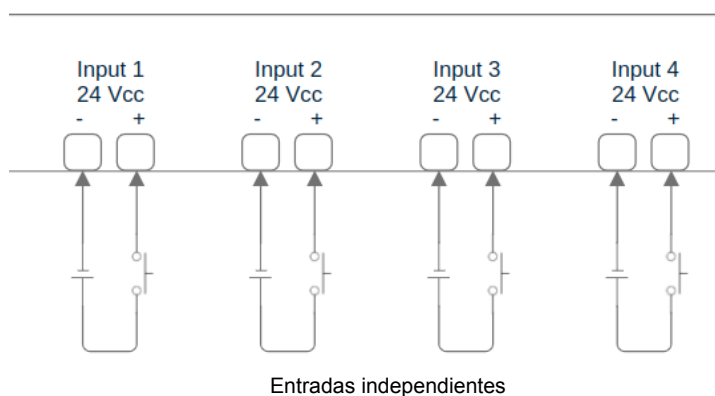 Input 1 Input 2 Input 3 Input 4
24 Vcc 24 Vcc 24 Vcc 24 Vcc
- + - + - + - +
Entradas independientes